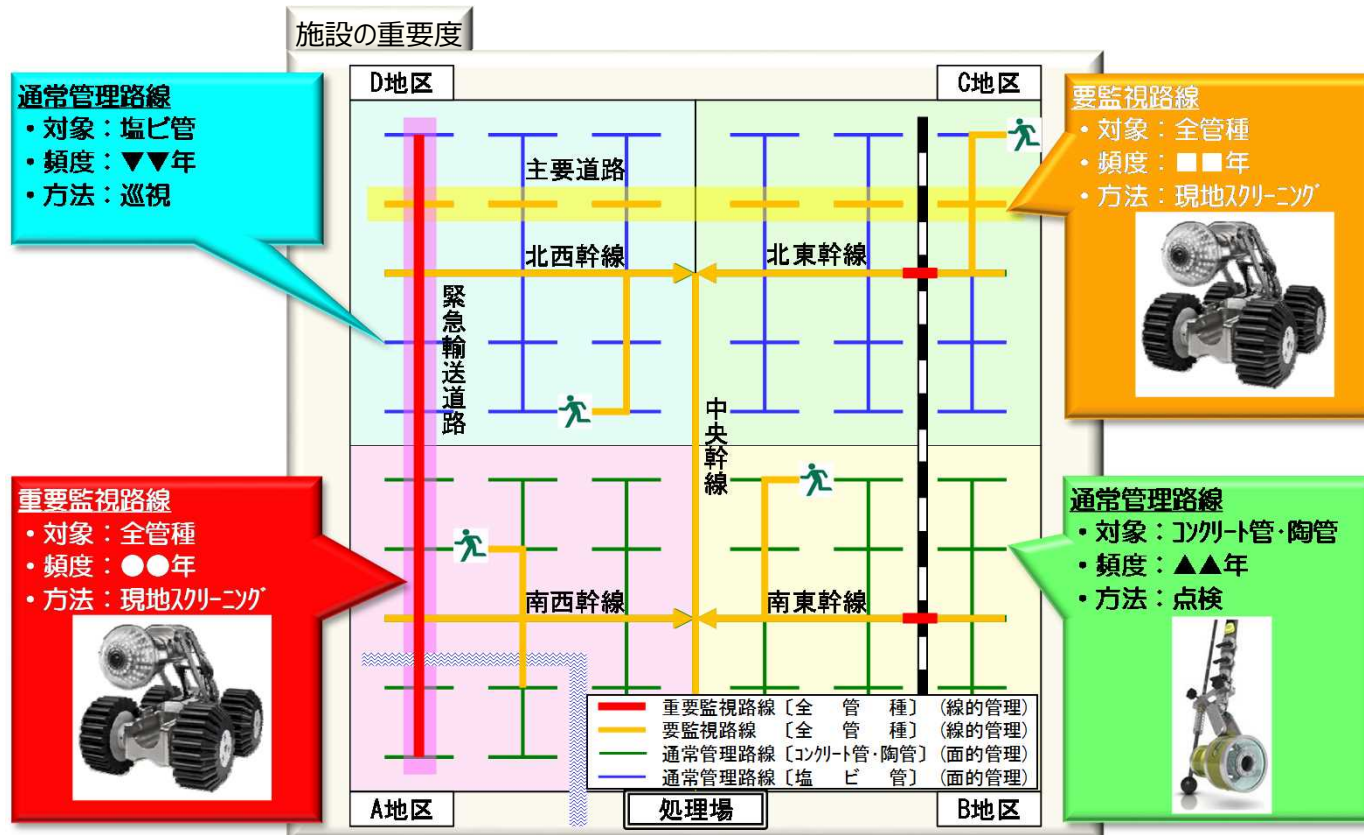 施設の重要度
D地区
C地区
通常管理路線
・対象：塩ビ管
・頻度：▼▼年
・方法：巡視
要監視路線
・対象：全管種
・頻度：■■年
・方法：現地ｽｸﾘｰﾆﾝｸﾞ
主要道路
北西幹線
北東幹線
緊急輸送道路
中央幹線
重要監視路線
・対象：全管種
・頻度：●●年
・方法：現地ｽｸﾘｰﾆﾝｸﾞ
通常管理路線
・対象：ｺﾝｸﾘｰﾄ管･陶管
・頻度：▲▲年
・方法：点検
南西幹線
南東幹線
重要監視路線〔全　管　種〕(線的管理)
要監視路線　〔全　管　種〕(線的管理)
通常管理路線〔ｺﾝｸﾘｰﾄ管･陶管〕(面的管理)
通常管理路線〔塩　ビ　管〕(面的管理)
A地区
処理場
B地区